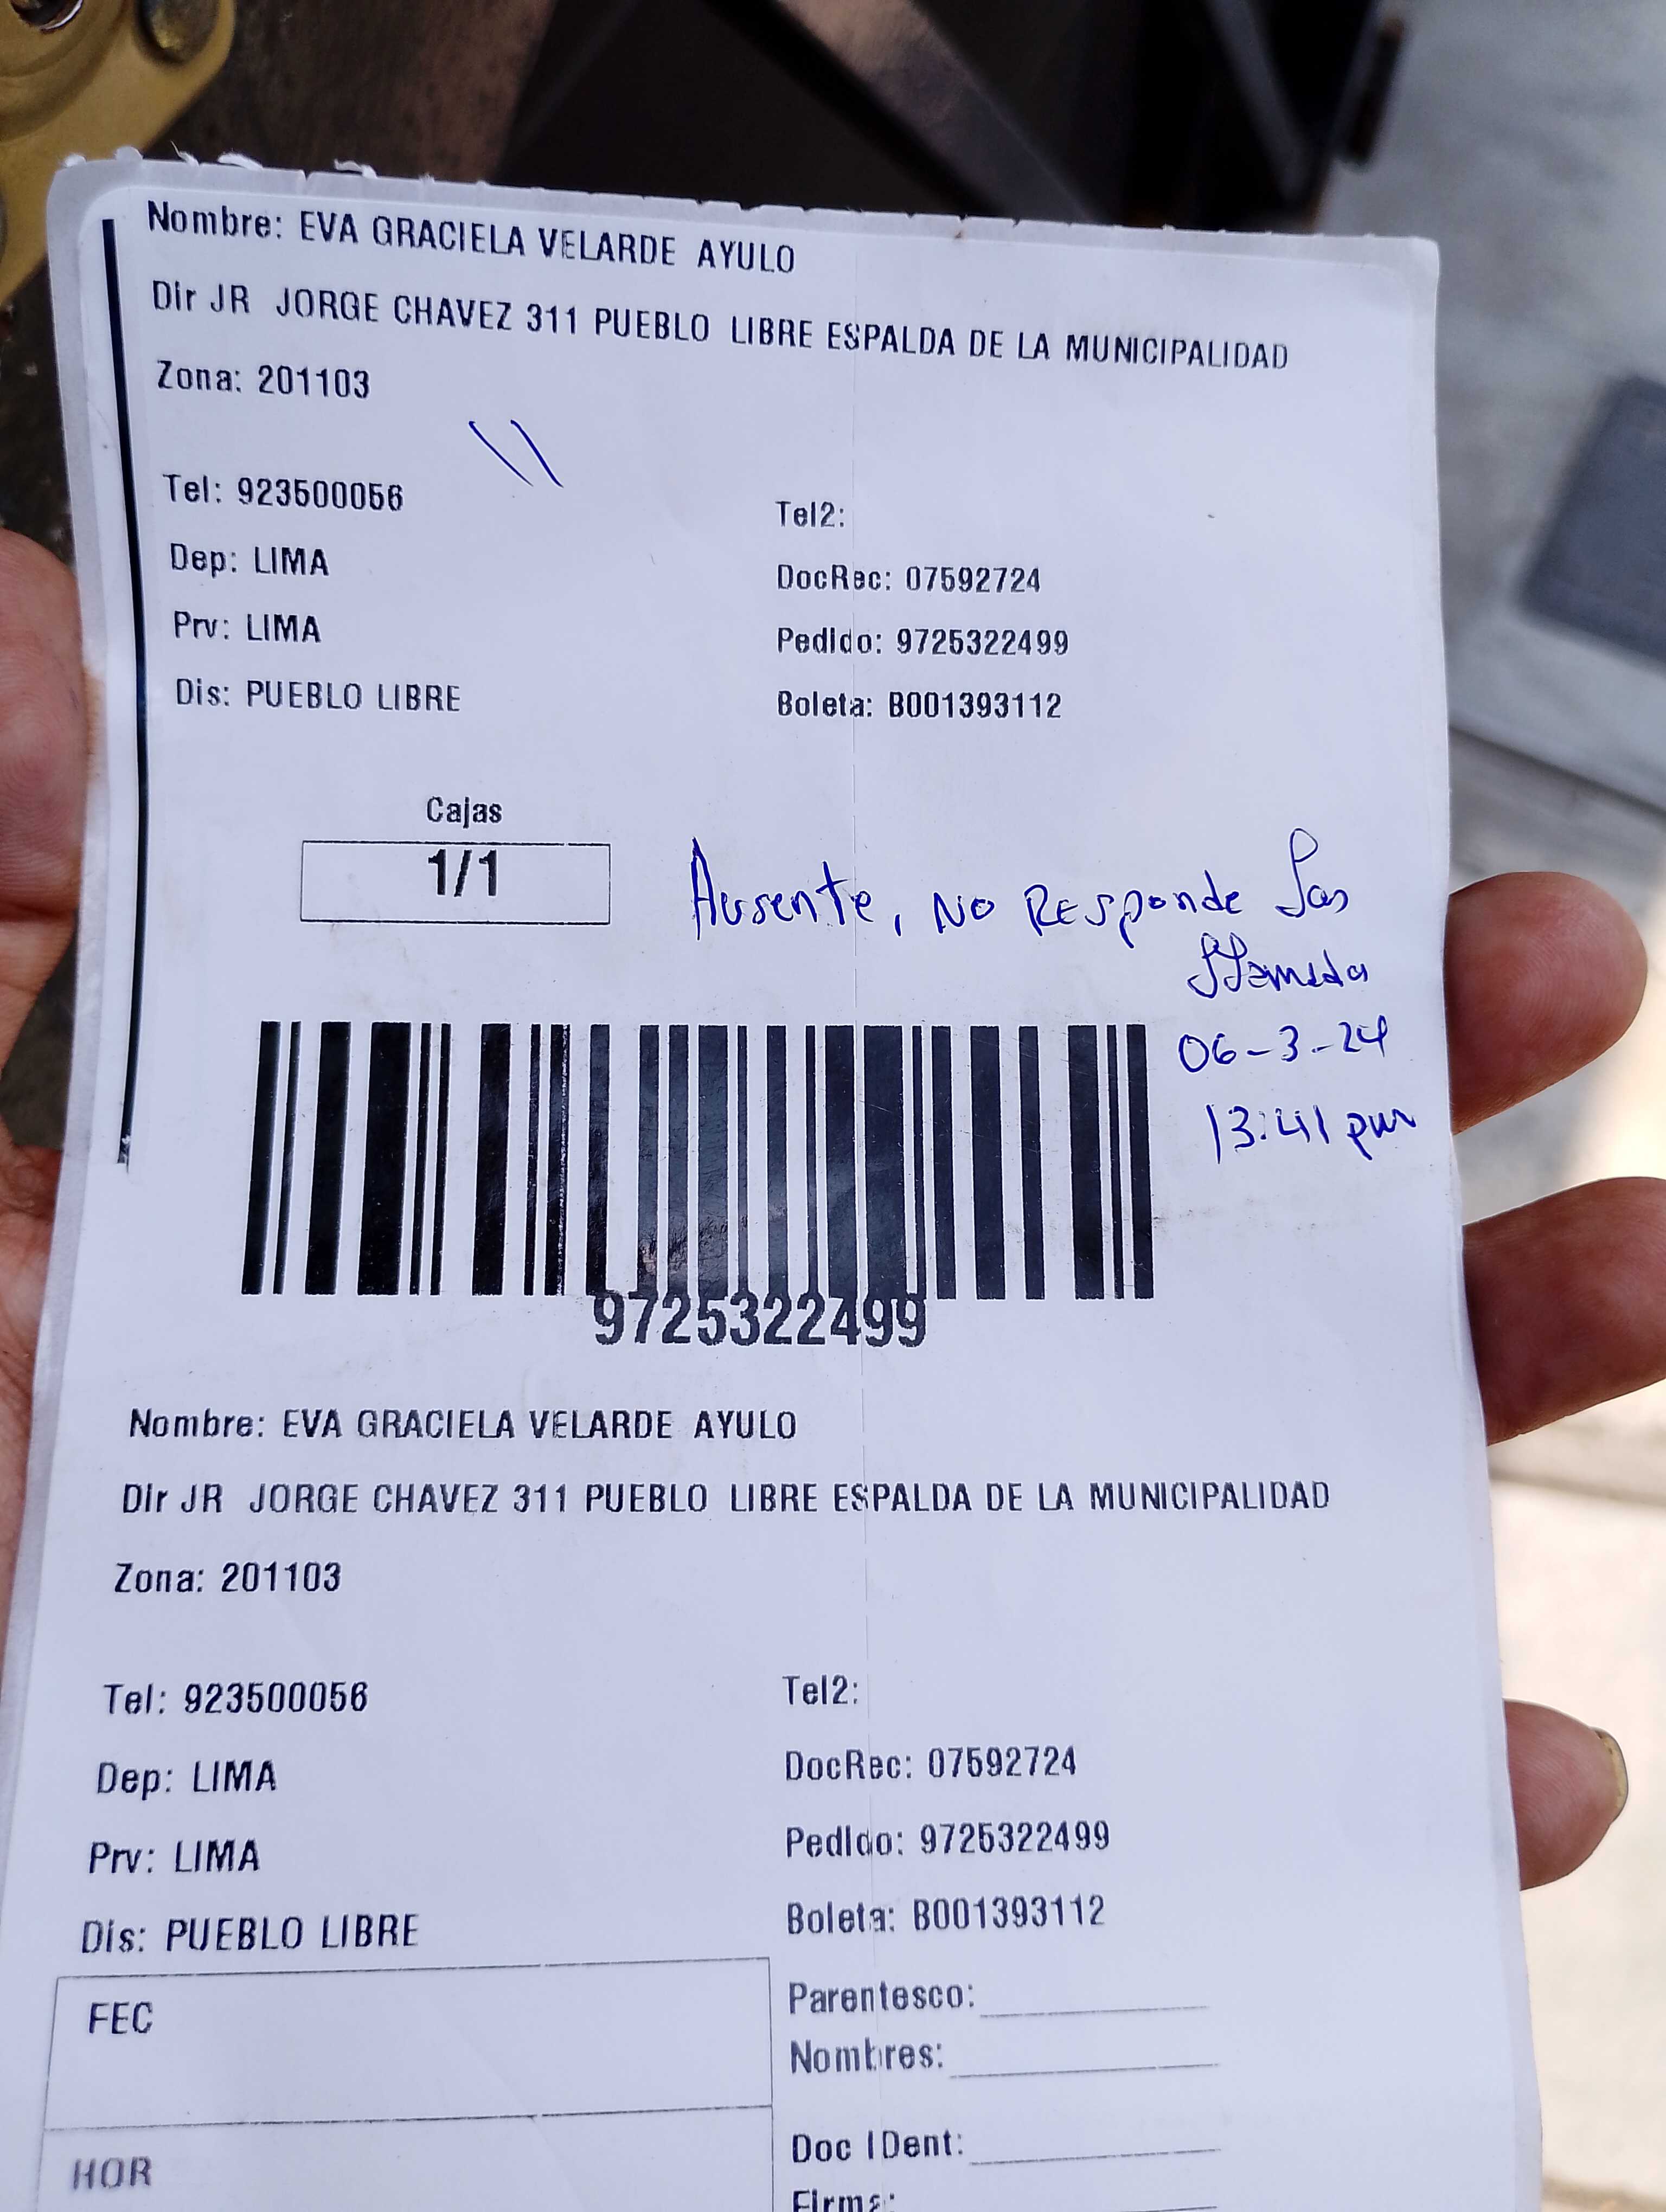 Nombre: EVA GRACIELA VELARDE AYULO
Dir JR JORGE CHAVEZ 311 PUEBLO LIBRE ESPALDA DE LA MUNICIPALIDAD
Zona: 201103
Tel: 923500056
Tel2:
Dep: LIMA
DocRec: 07592724
Prv: LIMA
Pedido: 9725322499
Dis: PUEBLO LIBRE
Boleta: B001393112
Cajas
1/1
Ausente, No Responde las
llamada
06-3-24
13:41 pm
9725322499
Nombre: EVA GRACIELA VELARDE AYULO
Dir JR JORGE CHAVEZ 311 PUEBLO LIBRE ESPALDA DE LA MUNICIPALIDAD
Zona: 201103
Tel: 923500056
Tel2:
Dep: LIMA
DocRec: 07592724
Prv: LIMA
Pedido: 9725322499
Dis: PUEBLO LIBRE
Boleta: B001393112
FEC
Parentesco:
Nombres:
HOR
Doc IDent:
Firma: